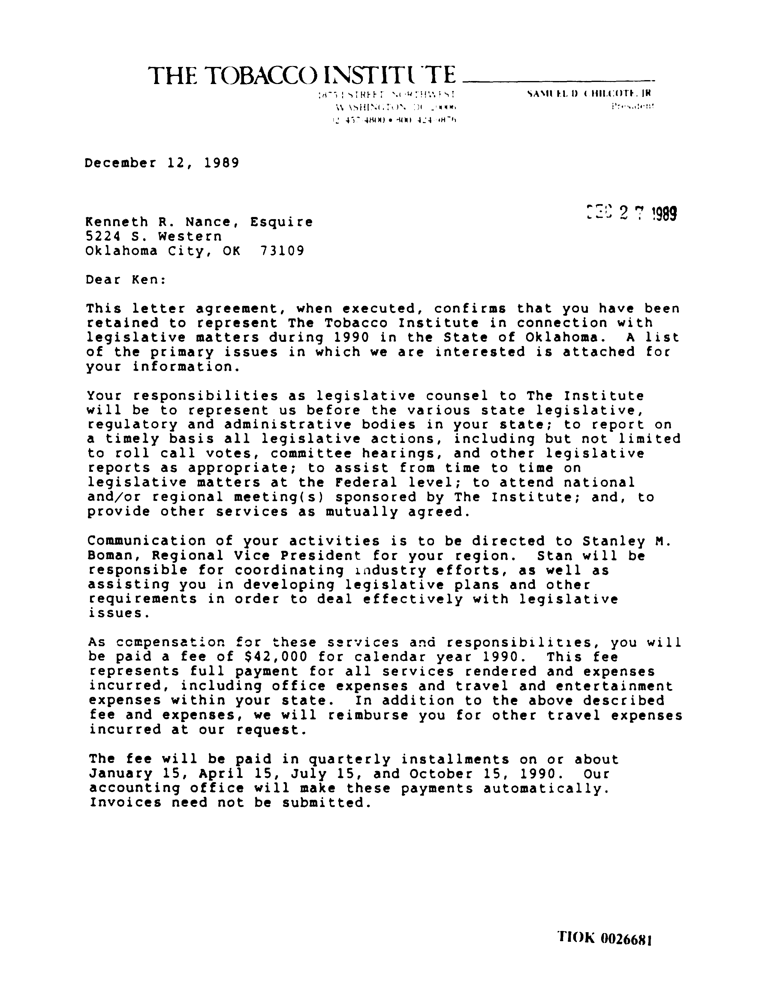 THE TOBACCO INSTITUTE
1875 I STREET, NORTHWEST
WASHINGTON, DC 20006
SAMUEL D. CHILCOTE, JR.
President
December 12, 1989
DEC 27 1989
Kenneth R. Nance, Esquire
5224 S. Western
Oklahoma City, OK 73109
Dear Ken:
This letter agreement, when executed, confirms that you have been
retained to represent The Tobacco Institute in connection with
legislative matters during 1990 in the State of Oklahoma. A list
of the primary issues in which we are interested is attached for
your information.
Your responsibilities as legislative counsel to The Institute
will be to represent us before the various state legislative,
regulatory and administrative bodies in your state; to report on
a timely basis all legislative actions, including but not limited
to roll call votes, committee hearings, and other legislative
reports as appropriate; to assist from time to time on
legislative matters at the Federal level; to attend national
and/or regional meeting(s) sponsored by The Institute; and, to
provide other services as mutually agreed.
Communication of your activities is to be directed to Stanley M.
Boman, Regional Vice President for your region. Stan will be
responsible for coordinating industry efforts, as well as
assisting you in developing legislative plans and other
requirements in order to deal effectively with legislative
issues.
As compensation for these services and responsibilities, you will
be paid a fee of $42,000 for calendar year 1990. This fee
represents full payment for all services rendered and expenses
incurred, including office expenses and travel and entertainment
expenses within your state. In addition to the above described
fee and expenses, we will reimburse you for other travel expenses
incurred at our request.
The fee will be paid in quarterly installments on or about
January 15, April 15, July 15, and October 15, 1990. Our
accounting office will make these payments automatically.
Invoices need not be submitted.
TIOK 0026681